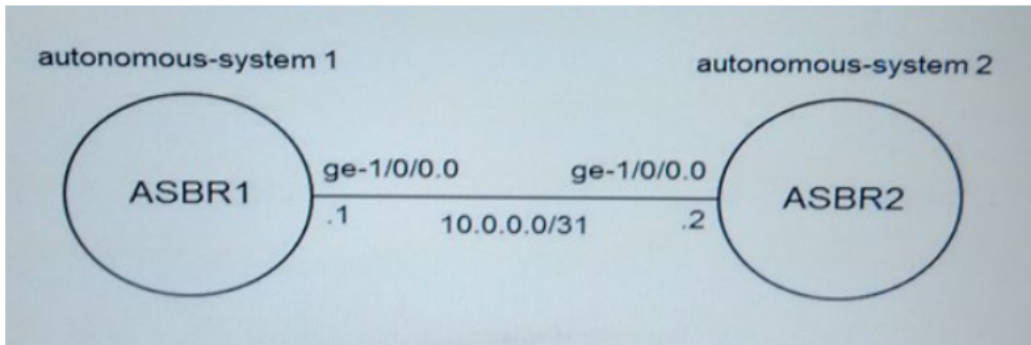 autonomous-system 1
autonomous-system 2
ASBR1
ge-1/0/0.0
ge-1/0/0.0
ASBR2
.1
10.0.0.0/31
.2